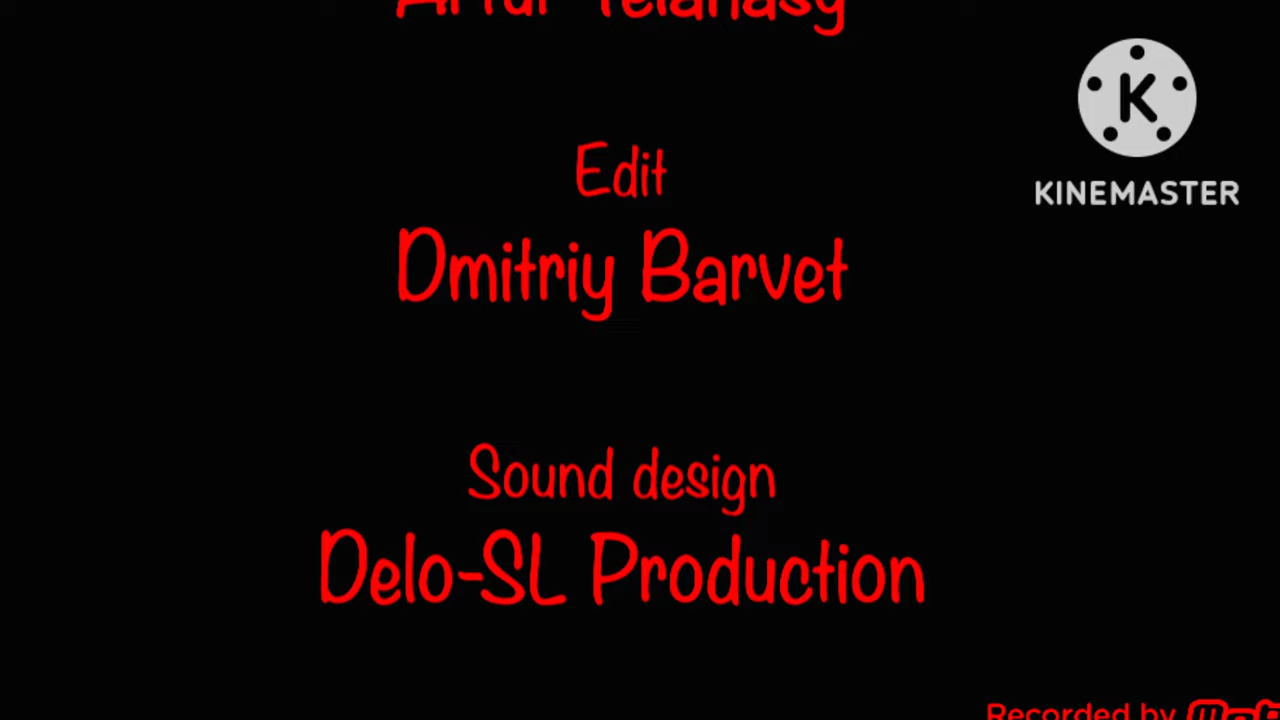 Edit
Dmitriy Barvet
Sound design
Delo-SL Production
K
KINEMASTER
Recorded by